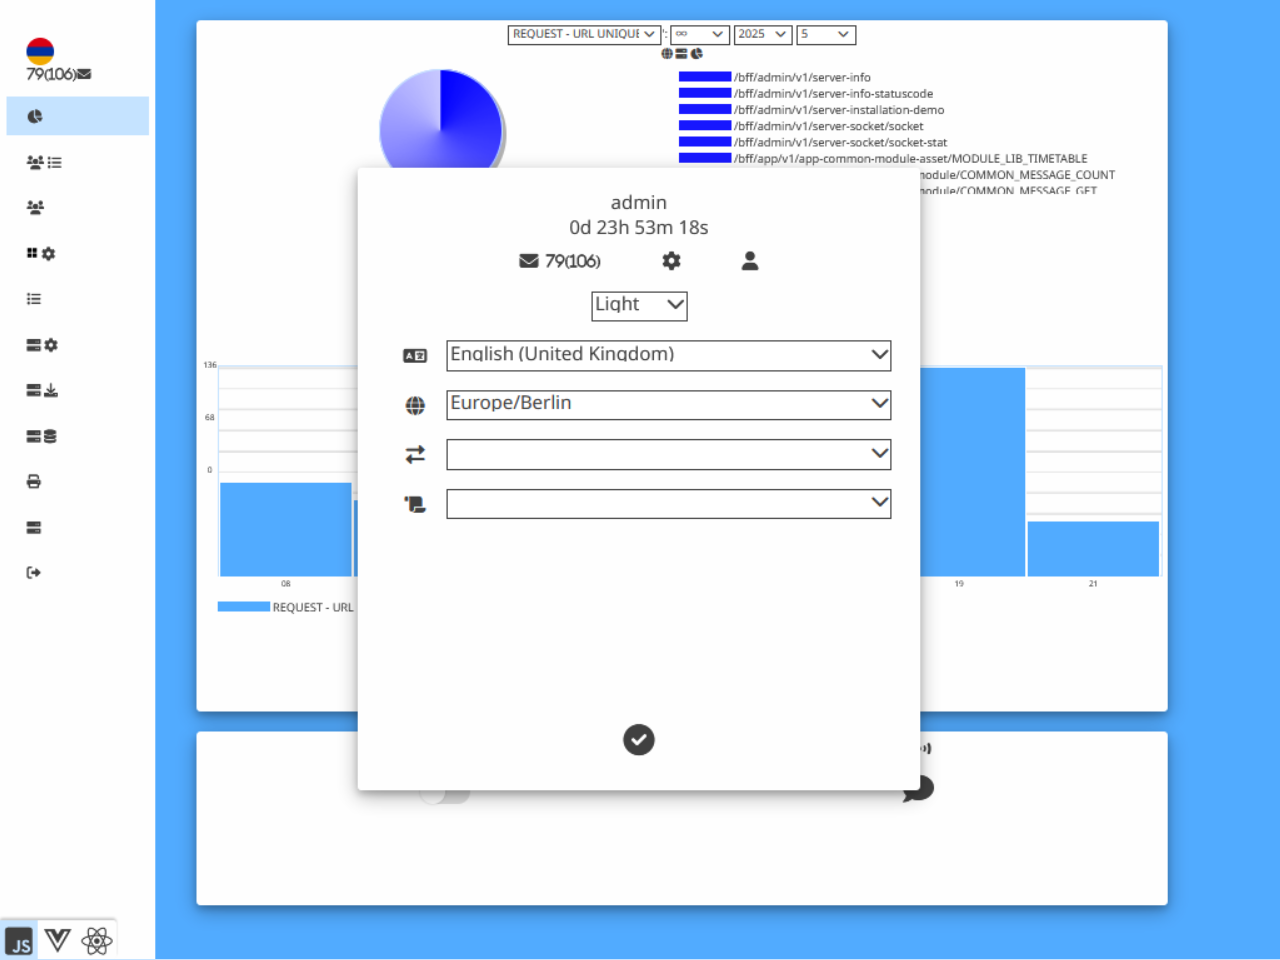 79(106)
REQUEST - URL UNIQUE
': ∞
2025
5
/bff/admin/v1/server-info
/bff/admin/v1/server-info-statuscode
/bff/admin/v1/server-installation-demo
/bff/admin/v1/server-socket/socket
/bff/admin/v1/server-socket/socket-stat
/bff/app/v1/app-common-module-asset/MODULE_LIB_TIMETABLE
module/COMMON_MESSAGE_COUNT
module/COMMON_MESSAGE_GET
admin
0d 23h 53m 18s
79(106)
Light
English (United Kingdom)
Europe/Berlin
136
68
0
08
19
21
REQUEST - URL
JS